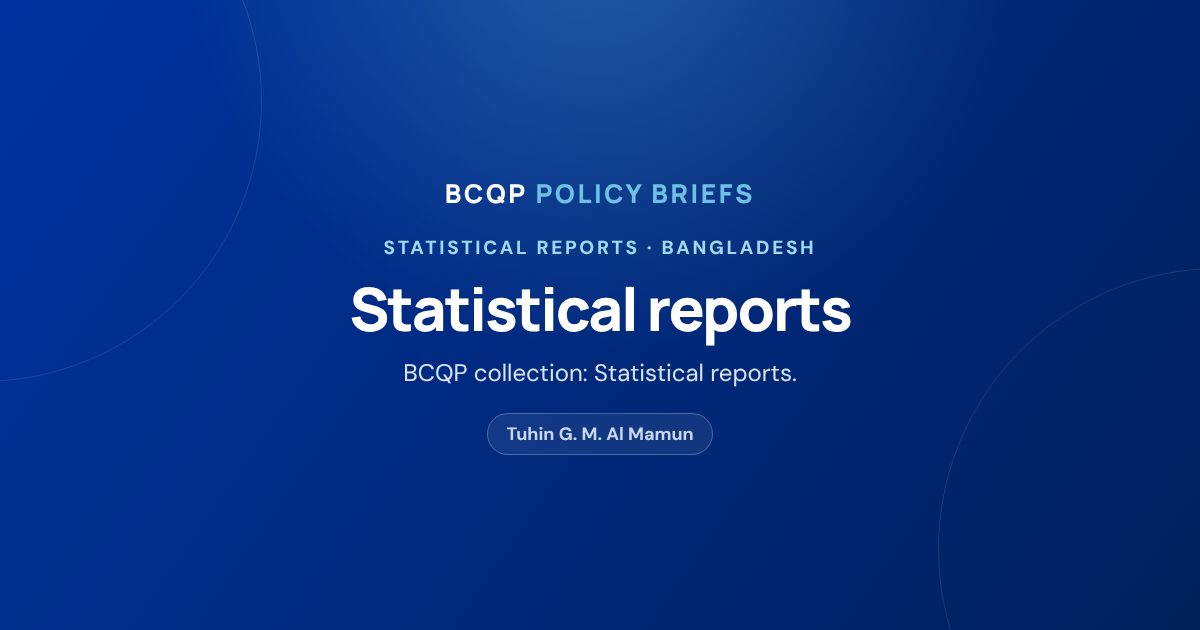 BCQP POLICY BRIEFS
STATISTICAL REPORTS · BANGLADESH
Statistical reports
BCQP collection: Statistical reports.
Tuhin G. M. Al Mamun